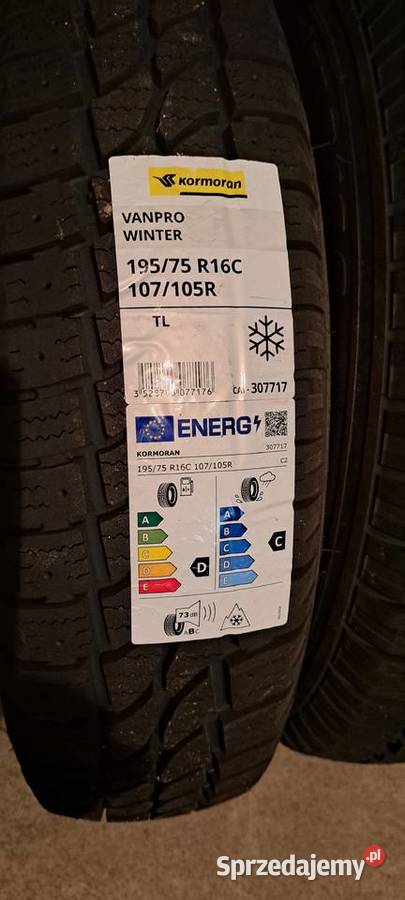 Kormoran
VANPRO
WINTER
195/75 R16C
107/105R
TL
CAI-307717
ENERG
307717
KORMORAN
195/75 R16C 107/105R
C2
A
B
C
D
E
D
A
B
C
D
E
C
73 dB
ABC
Sprzedajemy.pl